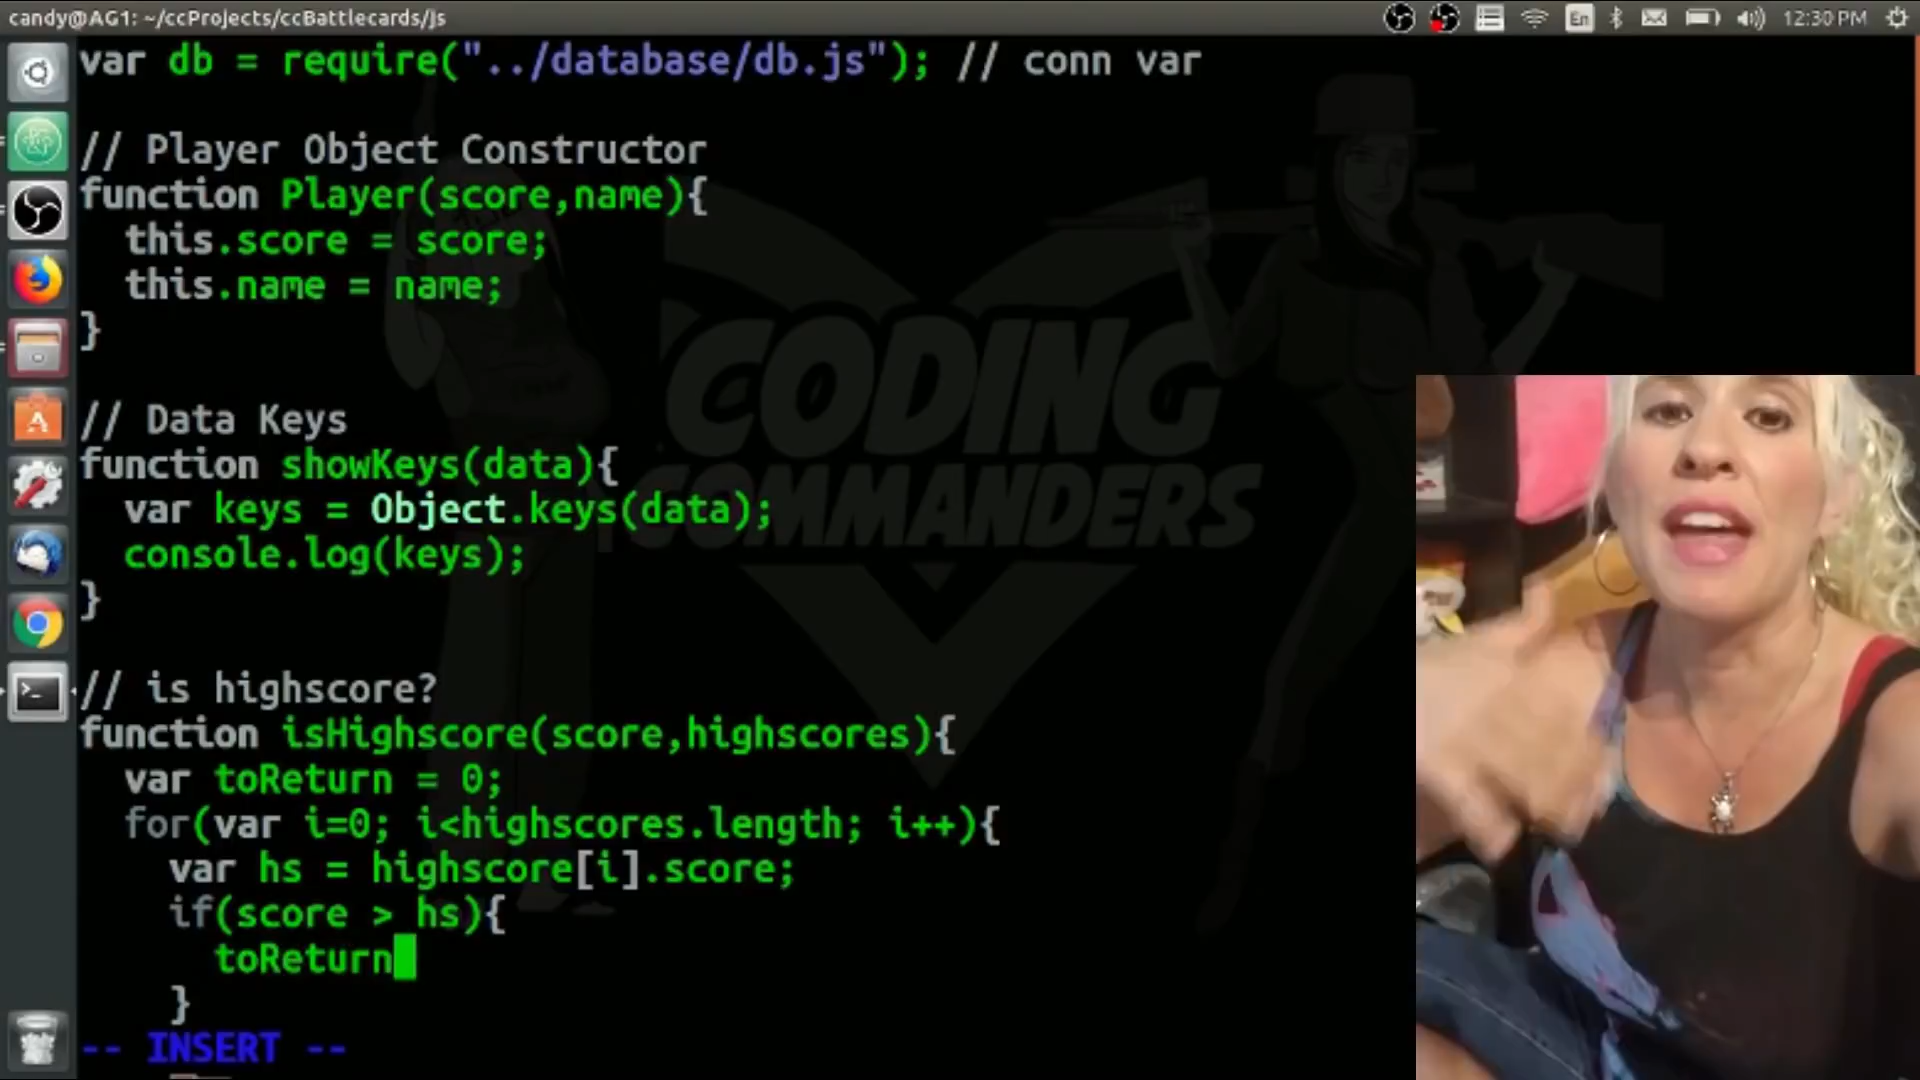 candy@AG1: ~/ccProjects/ccBattlecards/js
En
12:30 PM
var db = require("../database/db.js"); // conn var
// Player Object Constructor
function Player(score,name){
this.score = score;
this.name = name;
}
// Data Keys
function showKeys(data){
var keys = Object.keys(data);
console.log(keys);
}
// is highscore?
function isHighscore(score,highscores){
var toReturn = 0;
for(var i=0; i<highscores.length; i++){
var hs = highscore[i].score;
if(score > hs){
toReturn
}
-- INSERT --
CODING
COMMANDERS